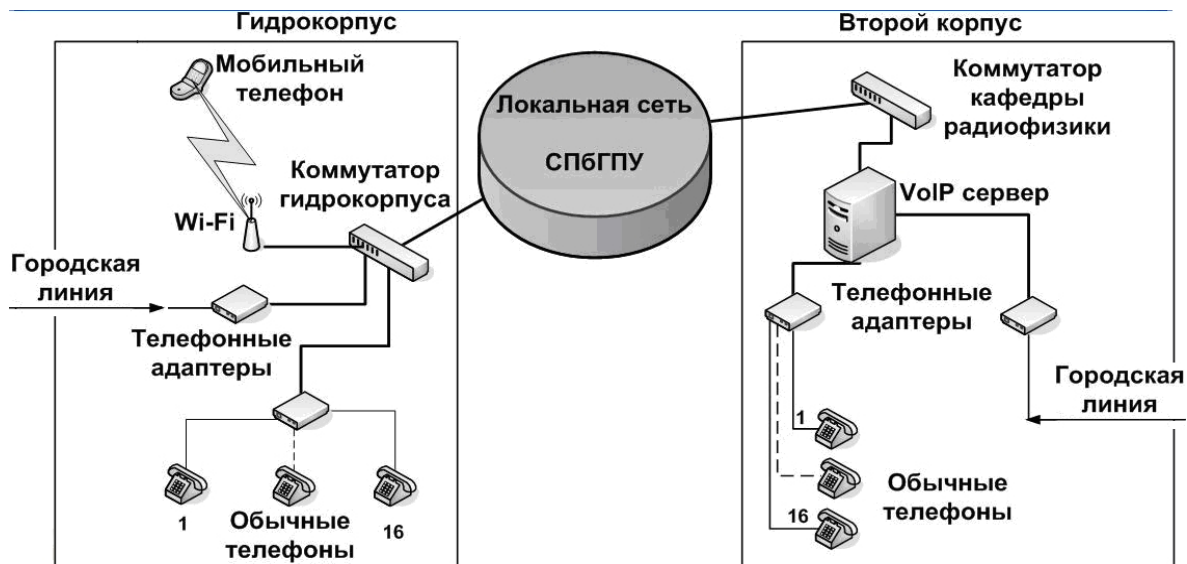 Гидрокорпус
Мобильный
телефон
Коммутатор
гидрокорпуса
Wi-Fi
Городская
линия
Телефонные
адаптеры
1
Обычные
телефоны
16
Локальная сеть
СПбГПУ
Второй корпус
Коммутатор
кафедры
радиофизики
VoIP сервер
Телефонные
адаптеры
Городская
линия
1
Обычные
телефоны
16